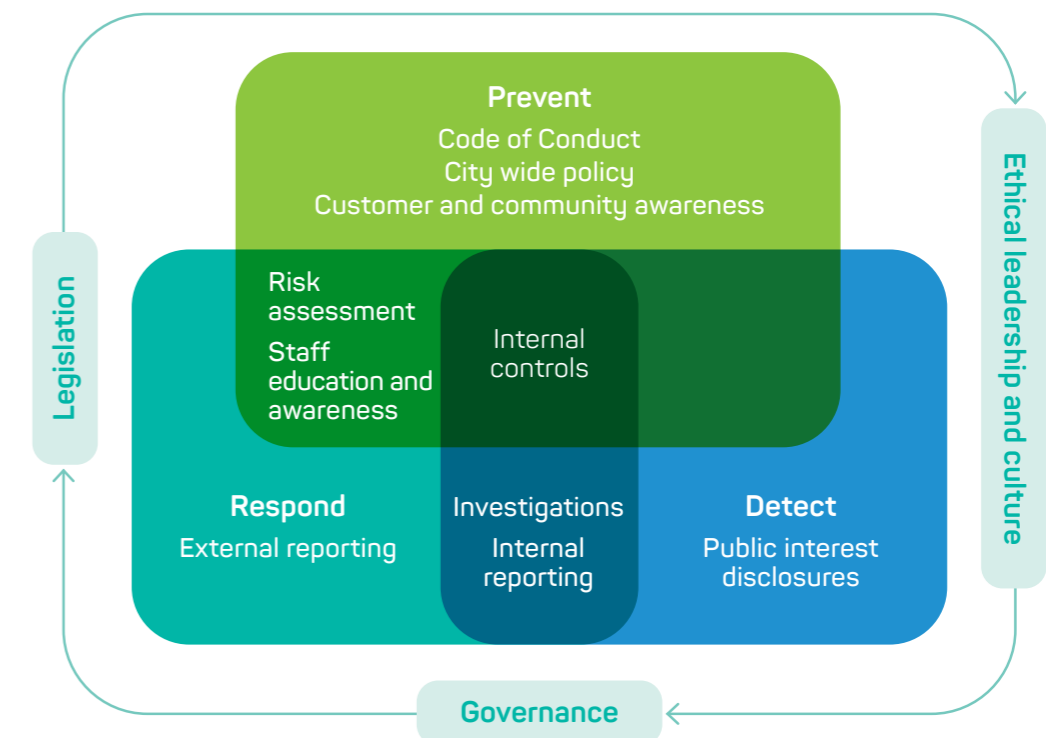 Prevent
Code of Conduct
City wide policy
Customer and community awareness
Risk
assessment
Staff
education and
awareness
Internal
controls
Respond
External reporting
Investigations
Internal
reporting
Detect
Public interest
disclosures
Legislation
Ethical leadership and culture
Governance